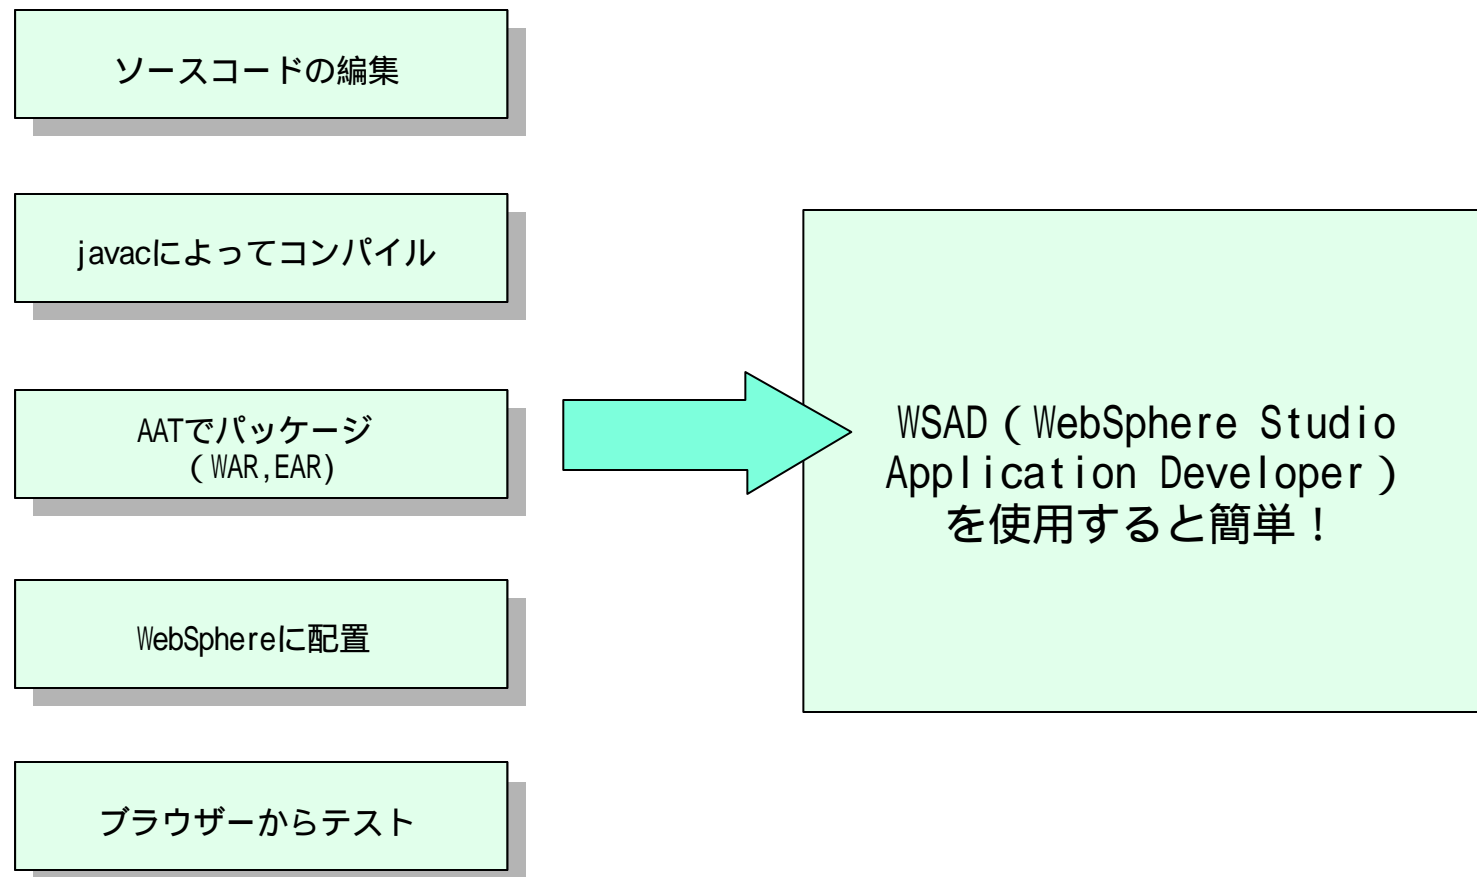 ソースコードの編集
javacによってコンパイル
AATでパッケージ
（WAR,EAR)
WebSphereに配置
ブラウザーからテスト
WSAD（WebSphere Studio
Application Developer）
を使用すると簡単！